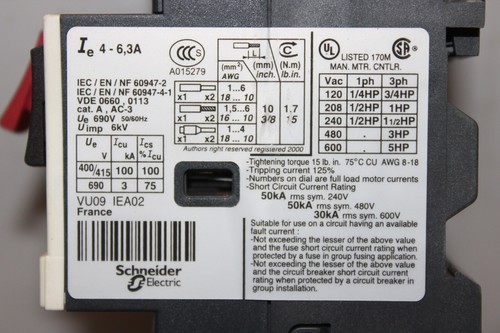 Ie 4 - 6,3A
CCC S
A015279
IEC / EN / NF 60947-2
IEC / EN / NF 60947-4-1
VDE 0660 , 0113
cat. A , AC-3
Ue 690V 50/60Hz
Uimp 6kV
Ue Icu Ics
V kA % Icu
400/415 100 100
690 3 75
VU09 IEA02
France
(mm²) AWG L (mm) inch. C (N.m) lb.in.
x1 x2 1 ... 10
18 ... 10
x1 x2 1,5...6 10 1.7
16 ... 10 3/8 15
x1 x2 1...6
18 ... 10
Authors right reserved registered 2000
UL LISTED 170M SA
MAN. MTR. CNTLR.
Vac 1ph 3ph
120 1/4HP 3/4HP
208 1/2HP 1HP
240 1/2HP 1 1/2HP
480 . 3HP
600 . 5HP
-Tightening torque 15 lb. in. 75°C CU AWG 8-18
-Tripping current 125%
-Numbers on dial are full load motor currents
-Short Circuit Current Rating
50kA rms sym. 240V
50kA rms sym. 480V
30kA rms sym. 600V
Suitable for use on a circuit having an available
fault current :
-Not exceeding the lesser of the above value
and the fuse short circuit current rating when
protected by a fuse in group fusing application.
-Not exceeding the lesser of the above value
and the circuit breaker short circuit current rating
when protected by a circuit breaker.
Schneider
Electric